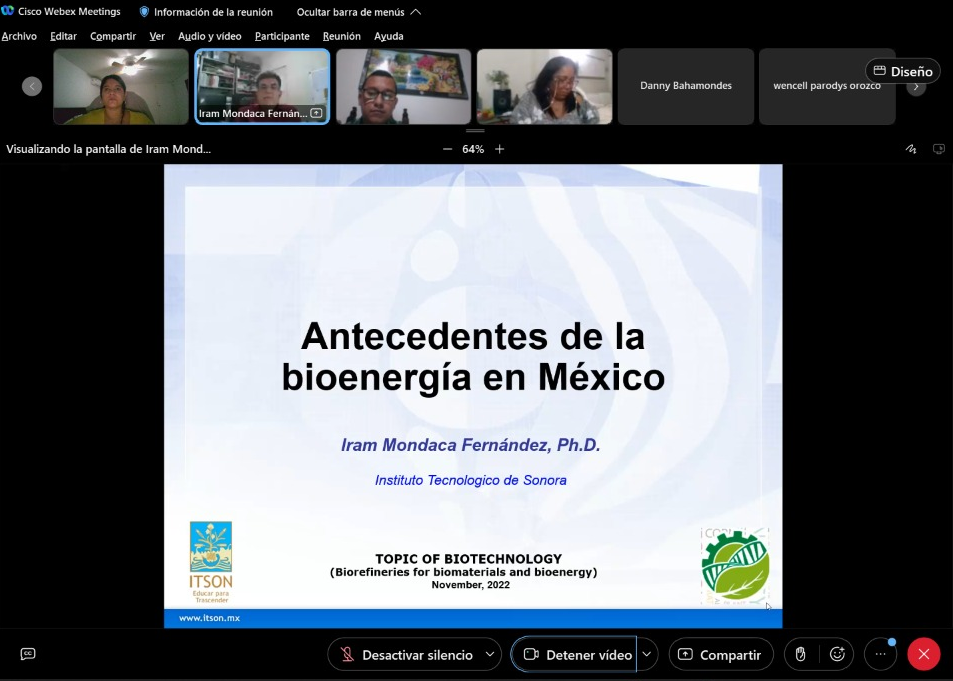 Cisco Webex Meetings
Información de la reunión
Ocultar barra de menús
Archivo Editar Compartir Ver Audio y vídeo Participante Reunión Ayuda
Iram Mondaca Fernán...
Danny Bahamondes
wencell parodys orozco
Diseño
Visualizando la pantalla de Iram Mond...
64%
Antecedentes de la
bioenergía en México
Iram Mondaca Fernández, Ph.D.
Instituto Tecnologico de Sonora
ITSON
Educar para
Trascender
TOPIC OF BIOTECHNOLOGY
(Biorefineries for biomaterials and bioenergy)
November, 2022
www.itson.mx
CC
Desactivar silencio
Detener vídeo
Compartir